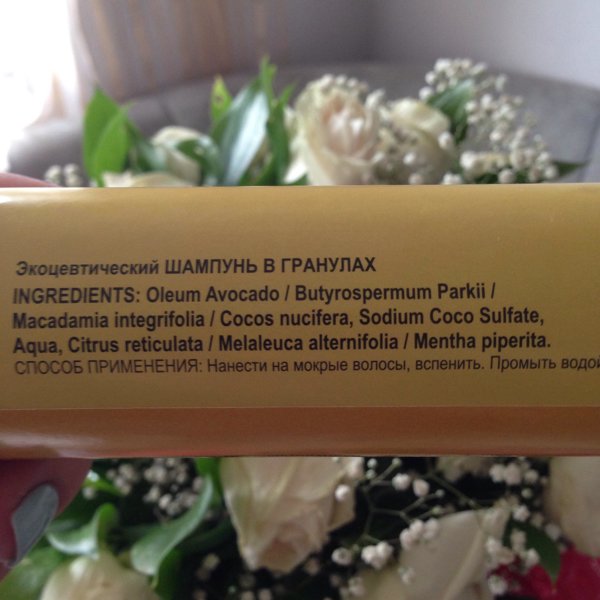 Экоцевтический ШАМПУНЬ В ГРАНУЛАХ
INGREDIENTS: Oleum Avocado / Butyrospermum Parkii /
Macadamia integrifolia / Cocos nucifera, Sodium Coco Sulfate,
Aqua, Citrus reticulata / Melaleuca alternifolia / Mentha piperita.
СПОСОБ ПРИМЕНЕНИЯ: Нанести на мокрые волосы, вспенить. Промыть водой